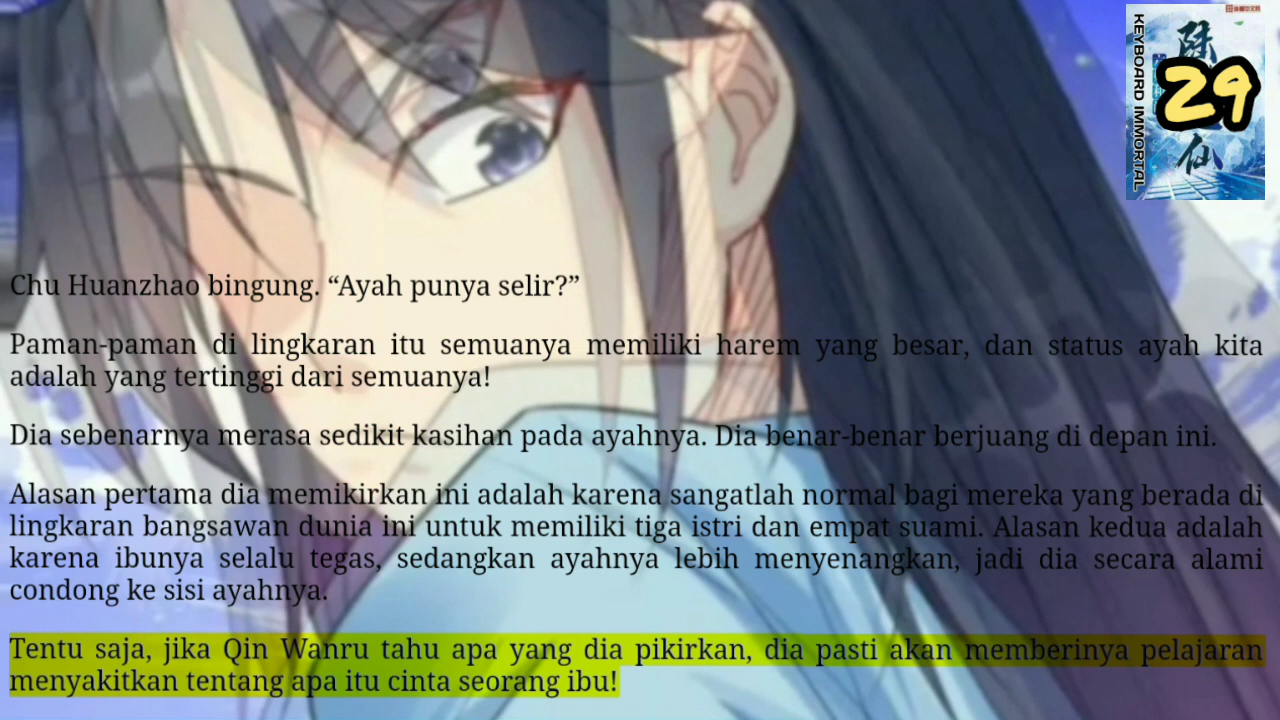 KEYBOARD IMMORTAL
陆
仙
29
Chu Huanzhao bingung. “Ayah punya selir?”
Paman-paman di lingkaran itu semuanya memiliki harem yang besar, dan status ayah kita
adalah yang tertinggi dari semuanya!
Dia sebenarnya merasa sedikit kasihan pada ayahnya. Dia benar-benar berjuang di depan ini.
Alasan pertama dia memikirkan ini adalah karena sangatlah normal bagi mereka yang berada di
lingkaran bangsawan dunia ini untuk memiliki tiga istri dan empat suami. Alasan kedua adalah
karena ibunya selalu tegas, sedangkan ayahnya lebih menyenangkan, jadi dia secara alami
condong ke sisi ayahnya.
Tentu saja, jika Qin Wanru tahu apa yang dia pikirkan, dia pasti akan memberinya pelajaran
menyakitkan tentang apa itu cinta seorang ibu!